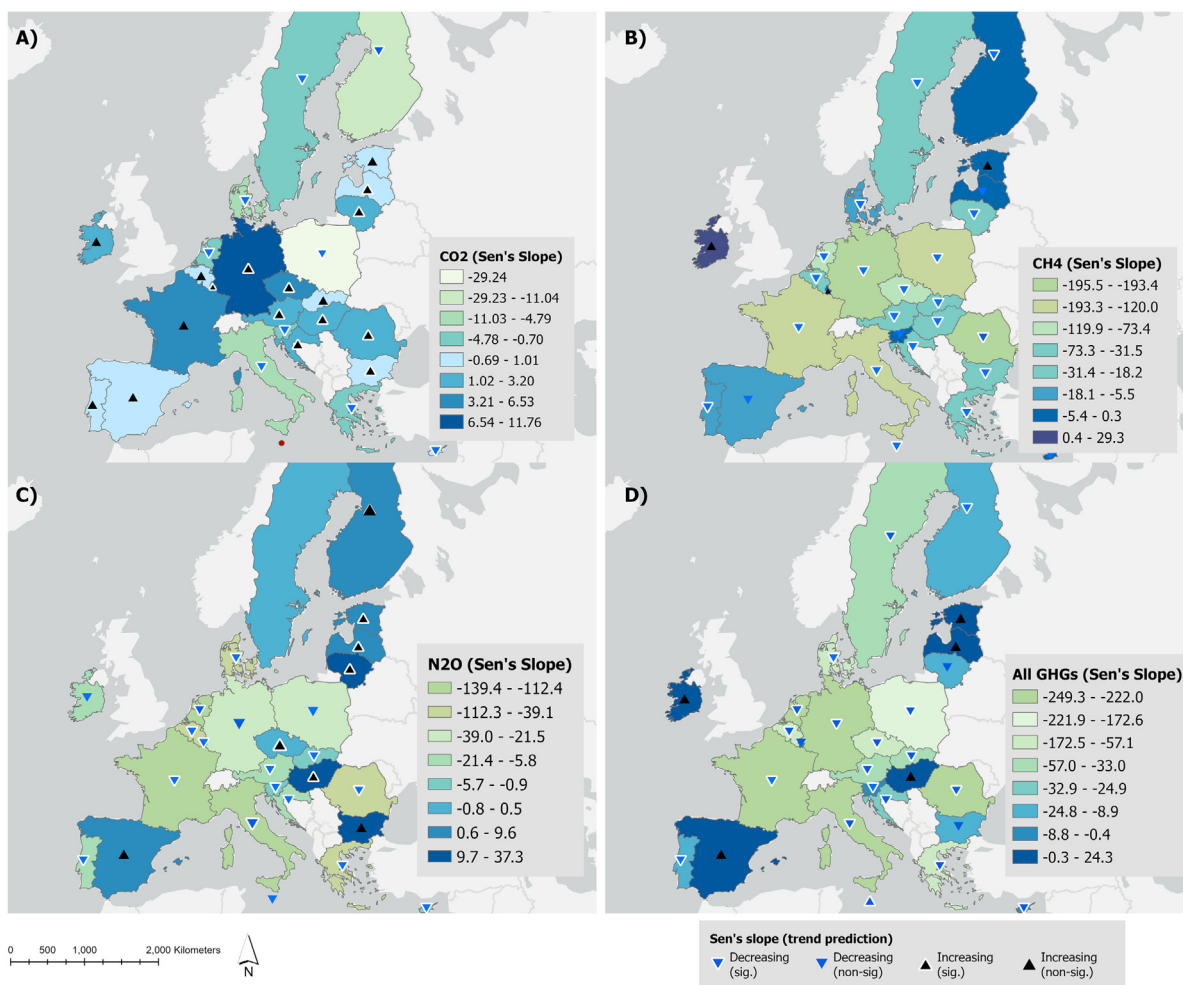 A)
CO2 (Sen's Slope)
-29.24
-29.23 - -11.04
-11.03 - -4.79
-4.78 - -0.70
-0.69 - 1.01
1.02 - 3.20
3.21 - 6.53
6.54 - 11.76
B)
CH4 (Sen's Slope)
-195.5 - -193.4
-193.3 - -120.0
-119.9 - -73.4
-73.3 - -31.5
-31.4 - -18.2
-18.1 - -5.5
-5.4 - 0.3
0.4 - 29.3
C)
N2O (Sen's Slope)
-139.4 - -112.4
-112.3 - -39.1
-39.0 - -21.5
-21.4 - -5.8
-5.7 - -0.9
-0.8 - 0.5
0.6 - 9.6
9.7 - 37.3
D)
All GHGs (Sen's Slope)
-249.3 - -222.0
-221.9 - -172.6
-172.5 - -57.1
-57.0 - -33.0
-32.9 - -24.9
-24.8 - -8.9
-8.8 - -0.4
-0.3 - 24.3
0 500 1,000 2,000 Kilometers
N
Sen's slope (trend prediction)
Decreasing (sig.)
Decreasing (non-sig)
Increasing (sig.)
Increasing (non-sig.)